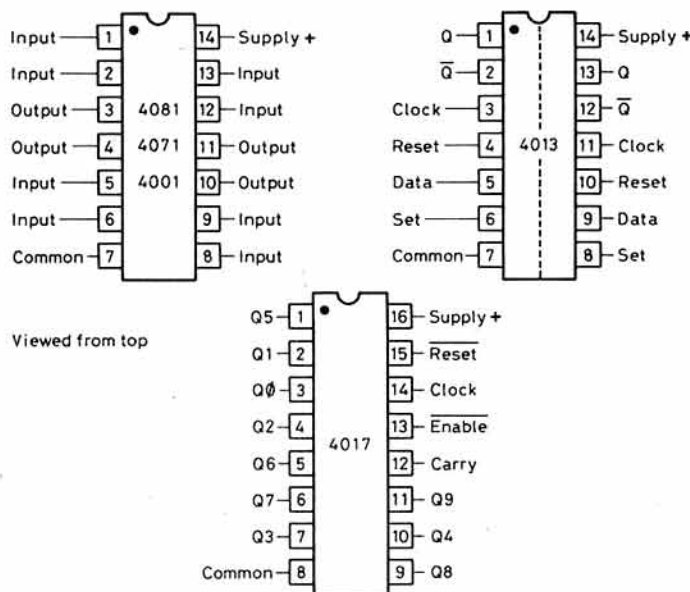 Input 1 14 Supply +
Input 2 13 Input
Output 3 4081 12 Input
Output 4 4071 11 Output
Input 5 4001 10 Output
Input 6 9 Input
Common 7 8 Input
Q 1 14 Supply +
Q̅ 2 13 Q
Clock 3 12 Q̅
Reset 4 4013 11 Clock
Data 5 10 Reset
Set 6 9 Data
Common 7 8 Set
Viewed from top
Q5 1 16 Supply +
Q1 2 15 R̅e̅s̅e̅t̅
QØ 3 14 Clock
Q2 4 13 E̅n̅a̅b̅l̅e̅
Q6 5 4017 12 Carry
Q7 6 11 Q9
Q3 7 10 Q4
Common 8 9 Q8